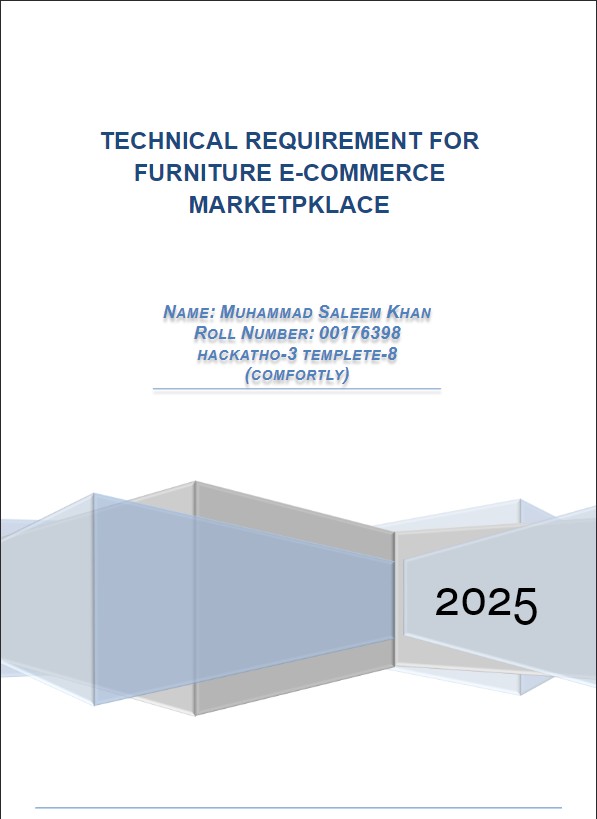 TECHNICAL REQUIREMENT FOR
FURNITURE E-COMMERCE
MARKETPKLACE
NAME: MUHAMMAD SALEEM KHAN
ROLL NUMBER: 00176398
HACKATHO-3 TEMPLETE-8
(COMFORTLY)
2025